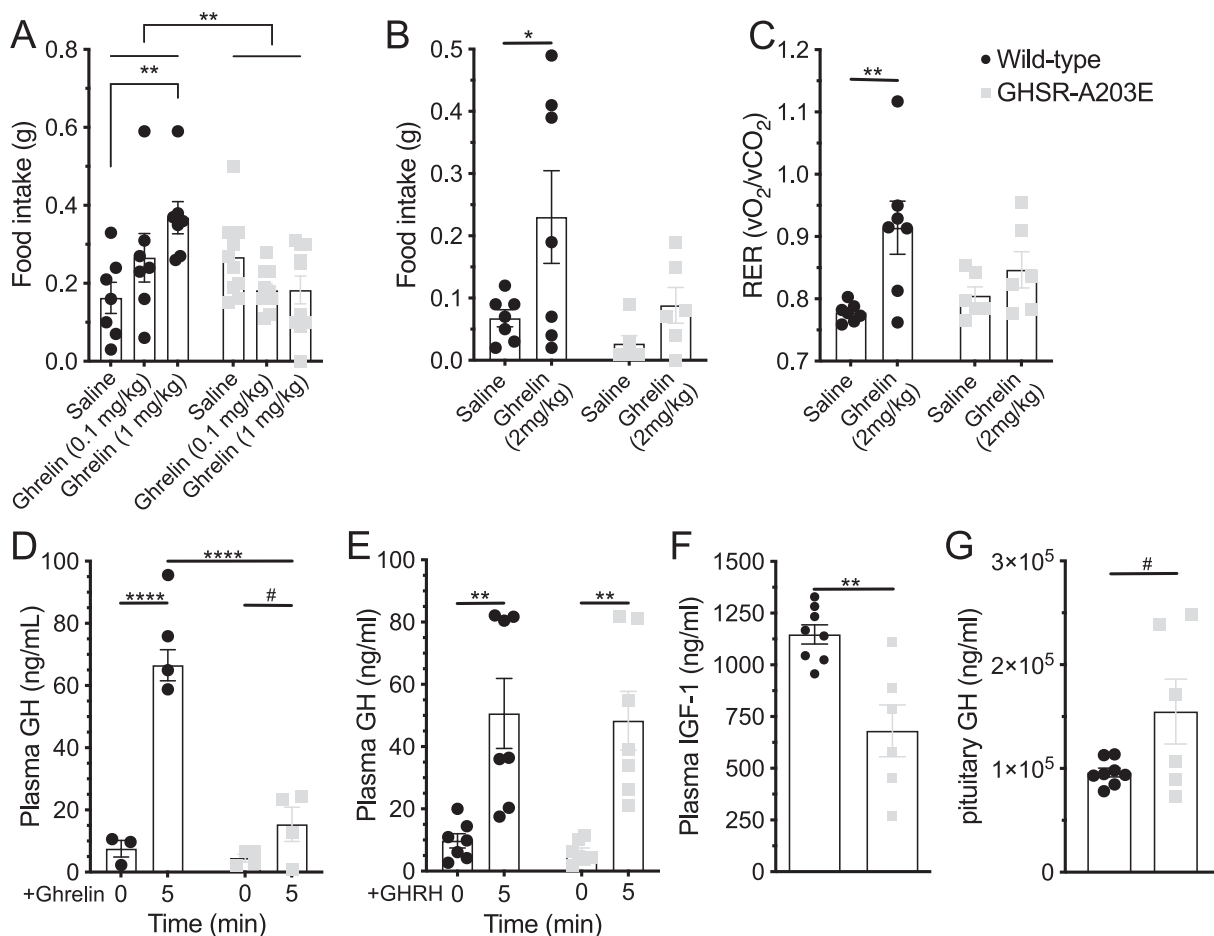 A
**
**
Food intake (g)
0.8
0.6
0.4
0.2
0.0
Saline
Ghrelin (0.1 mg/kg)
Ghrelin (1 mg/kg)
Saline
Ghrelin (0.1 mg/kg)
Ghrelin (1 mg/kg)
B
*
Food intake (g)
0.5
0.4
0.3
0.2
0.1
0.0
Saline
Ghrelin
(2mg/kg)
Saline
Ghrelin
(2mg/kg)
C
**
RER (vO₂/vCO₂)
1.2
1.1
1.0
0.9
0.8
0.7
Saline
Ghrelin
(2mg/kg)
Saline
Ghrelin
(2mg/kg)
Wild-type
GHSR-A203E
D
****
****
#
Plasma GH (ng/mL)
100
80
60
40
20
0
+Ghrelin 0 5 0 5
Time (min)
E
**
**
Plasma GH (ng/ml)
100
80
60
40
20
0
+GHRH 0 5 0 5
Time (min)
F
**
Plasma IGF-1 (ng/ml)
1500
1250
1000
750
500
250
0
G
#
pituitary GH (ng/ml)
3×10⁵
2×10⁵
1×10⁵
0